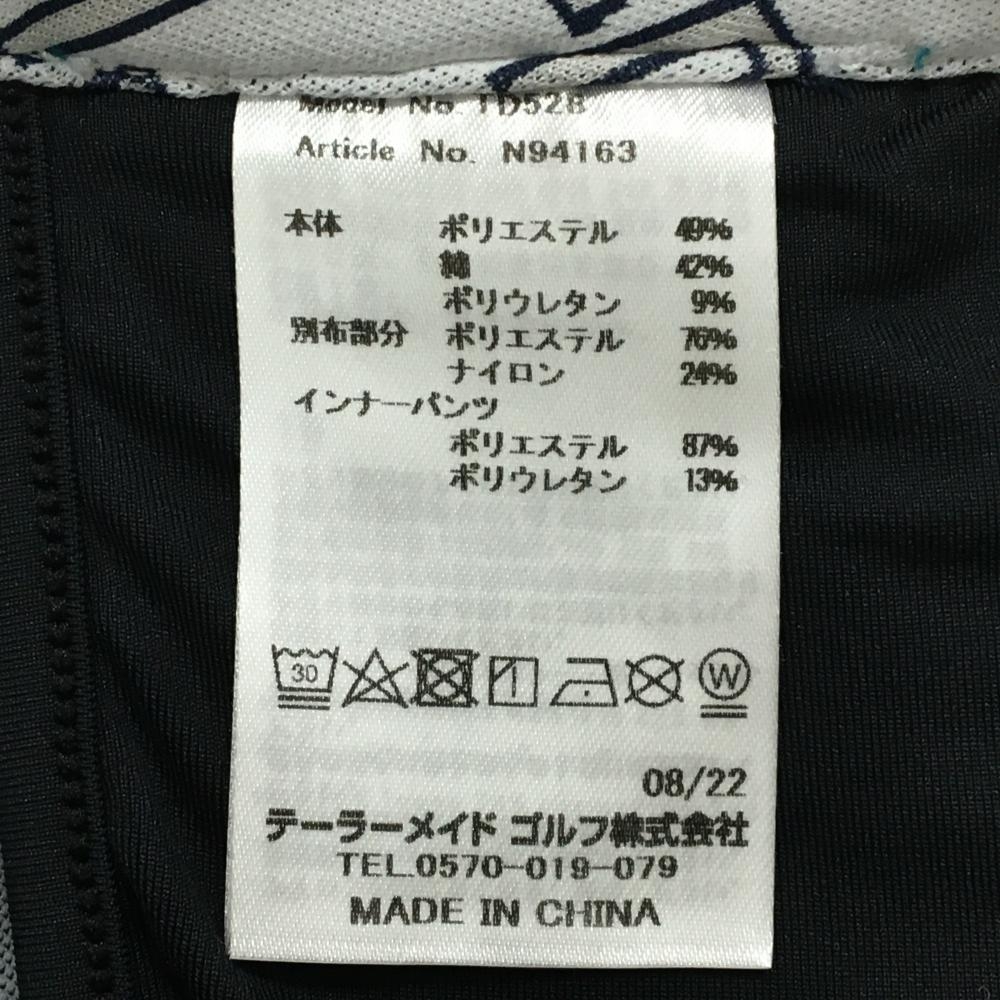 Model No. TD528
Article No. N94163
本体 ポリエステル 49%
綿 42%
ポリウレタン 9%
別布部分 ポリエステル 76%
ナイロン 24%
インナーパンツ
ポリエステル 87%
ポリウレタン 13%
30
W
08/22
テーラーメイド ゴルフ株式会社
TEL.0570-019-079
MADE IN CHINA